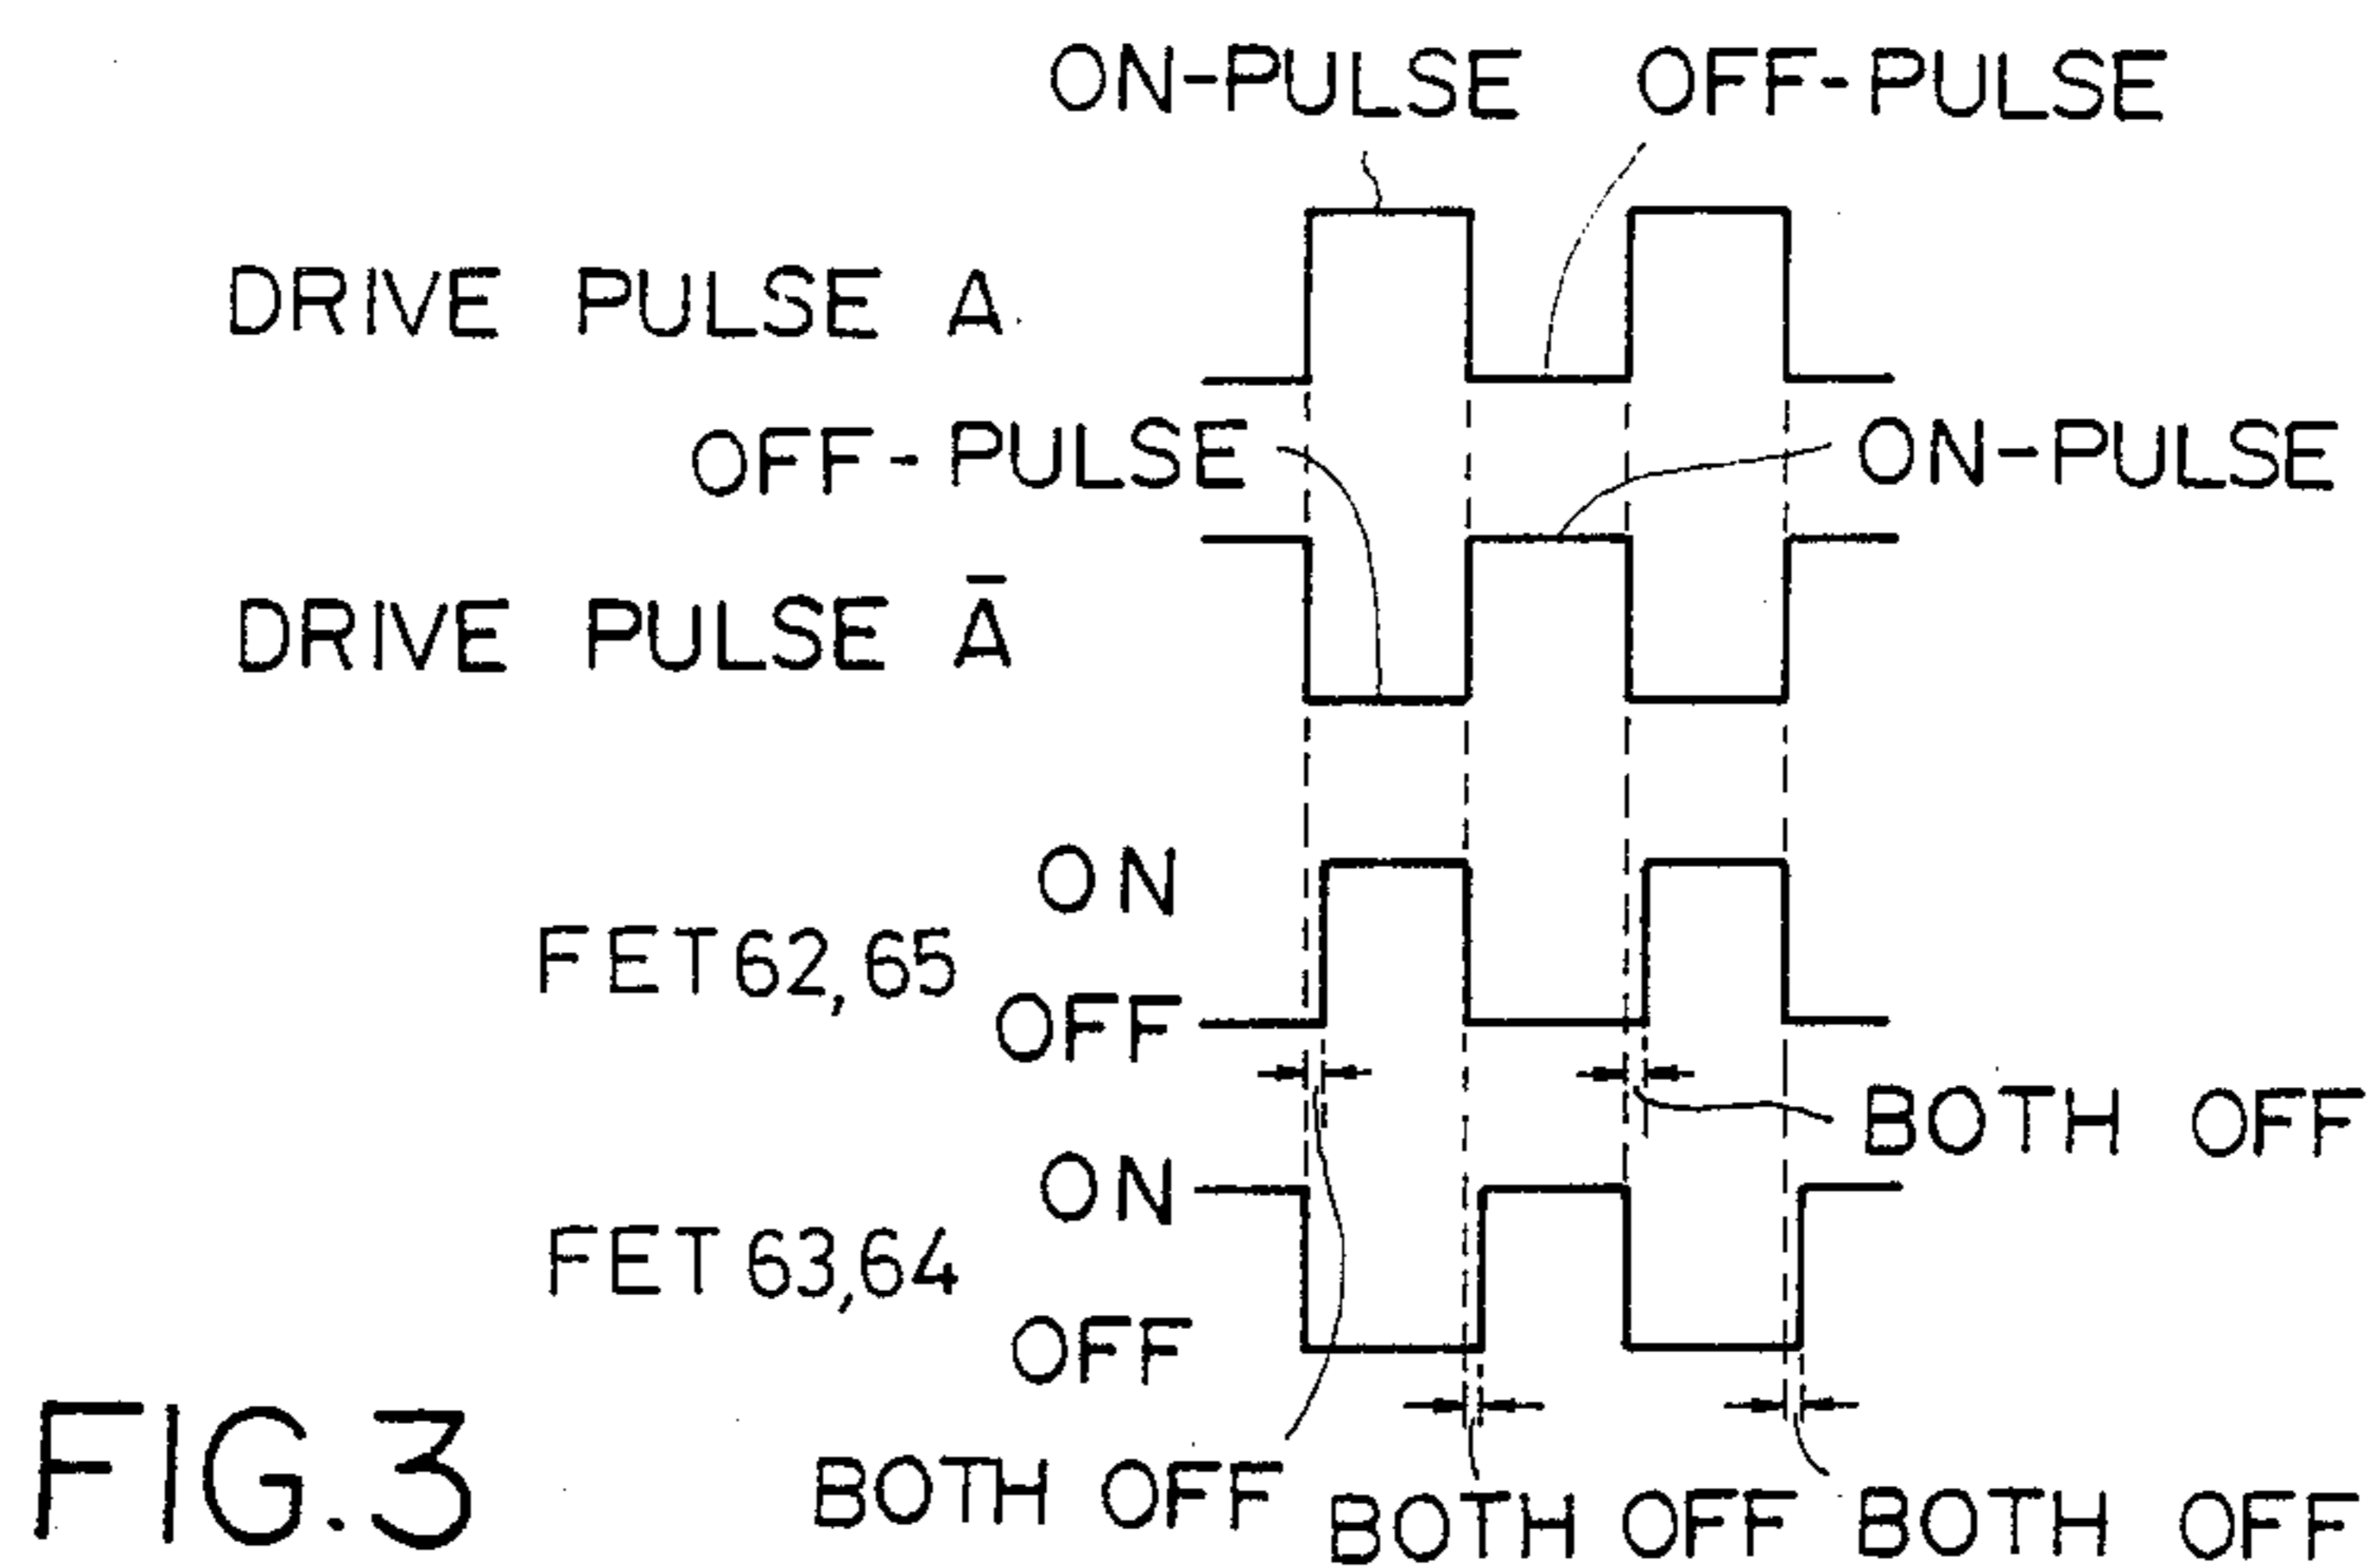 ON-PULSE OFF-PULSE
DRIVE PULSE A
OFF-PULSE ON-PULSE
DRIVE PULSE Ā
ON
FET62,65
OFF
BOTH OFF
ON
FET63,64
OFF
BOTH OFF BOTH OFF BOTH OFF
FIG.3